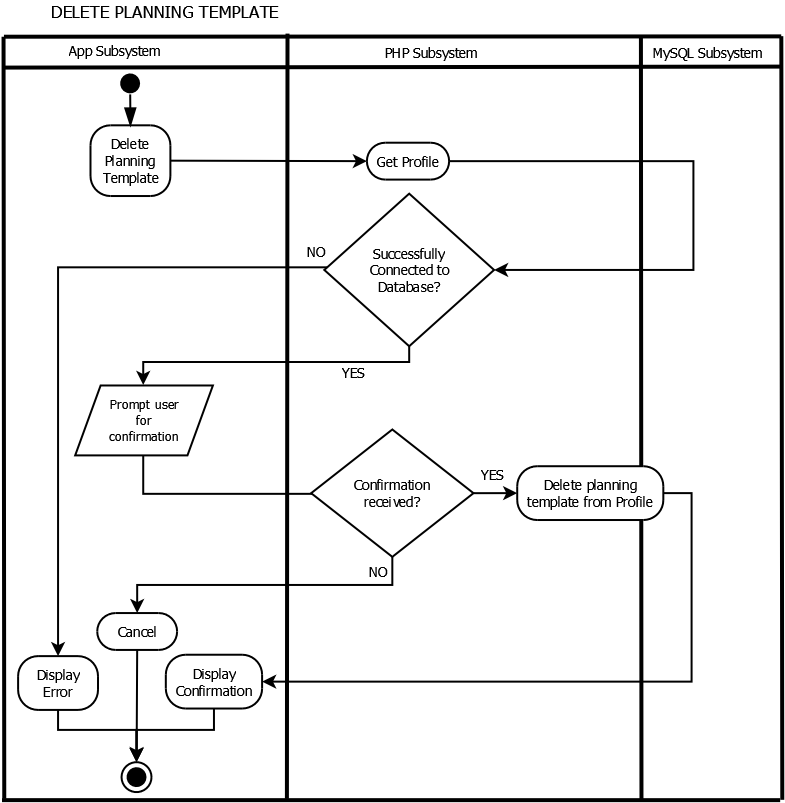 DELETE PLANNING TEMPLATE
App Subsystem
PHP Subsystem
MySQL Subsystem
Delete
Planning
Template
Get Profile
Successfully
Connected to
Database?
NO
YES
Prompt user
for
confirmation
Confirmation
received?
YES
Delete planning
template from Profile
NO
Cancel
Display
Error
Display
Confirmation